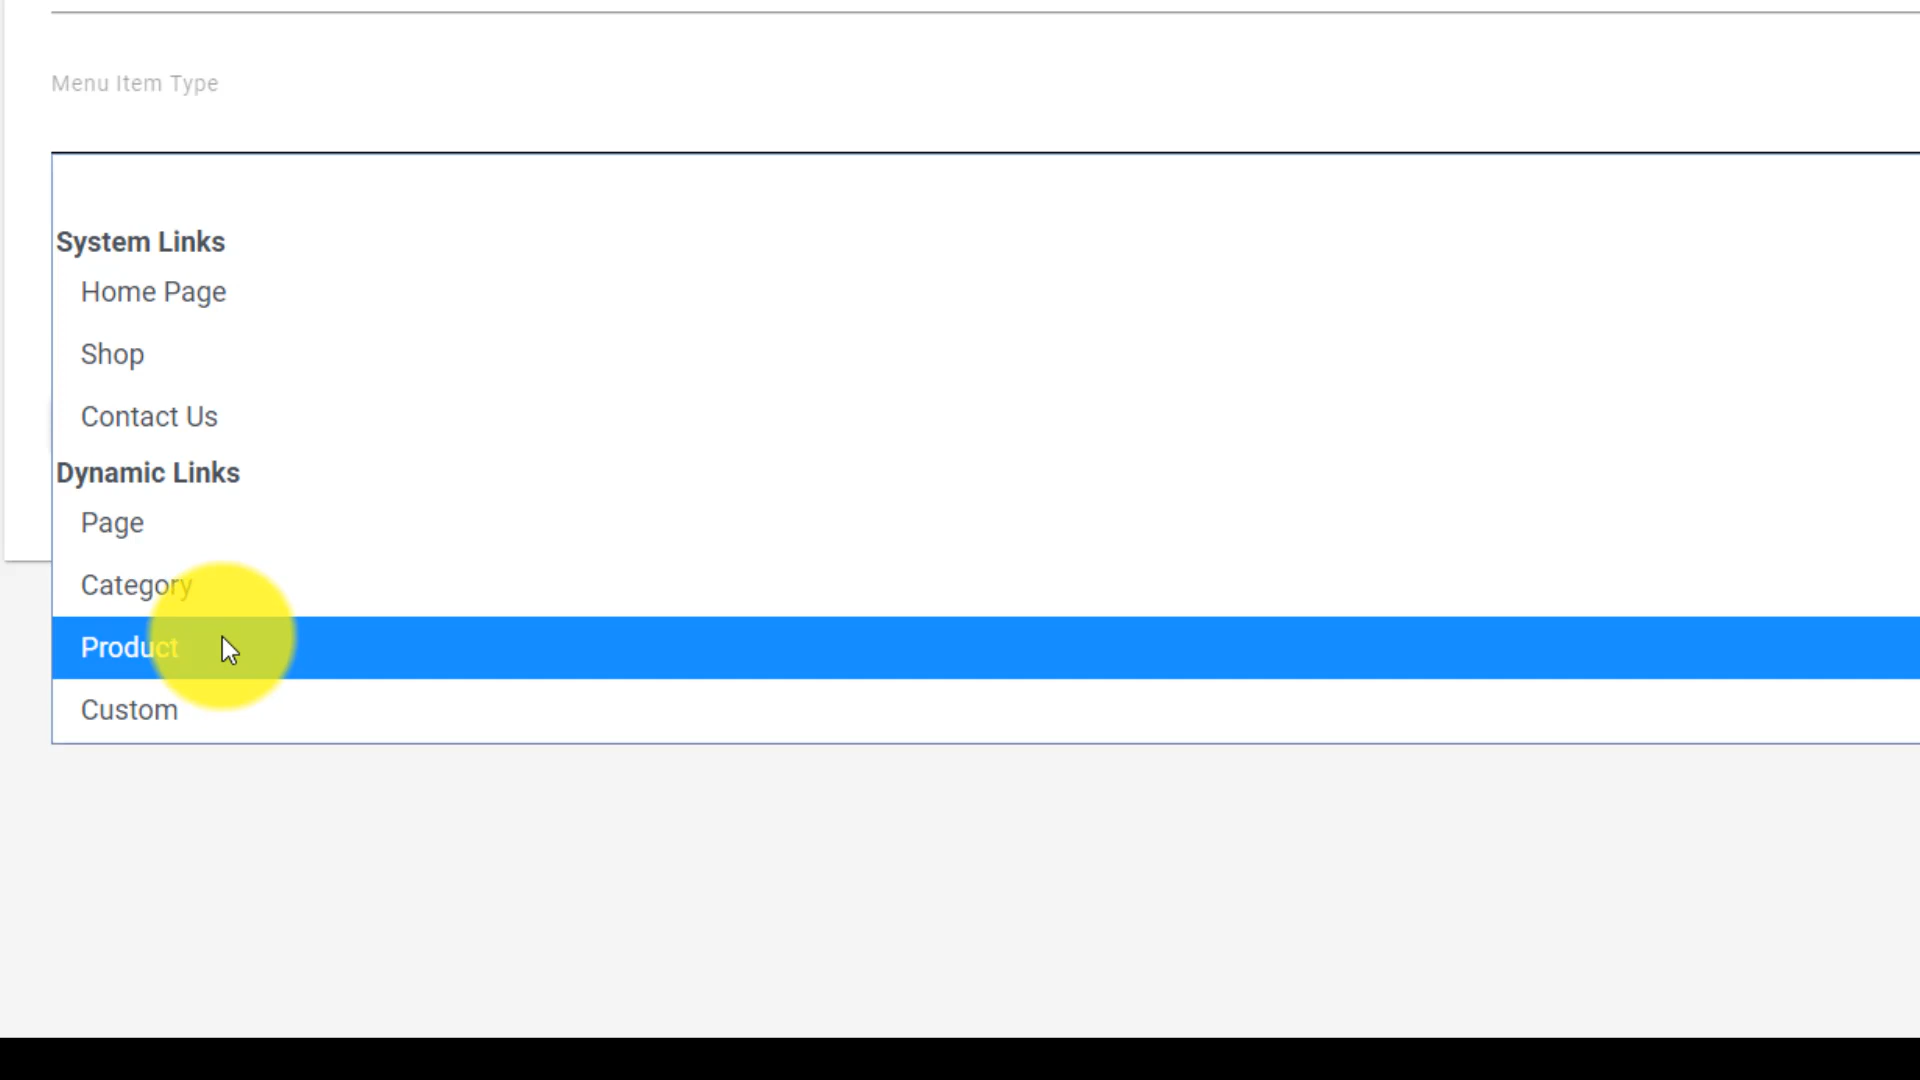 Menu Item Type
System Links
Home Page
Shop
Contact Us
Dynamic Links
Page
Category
Product
Custom